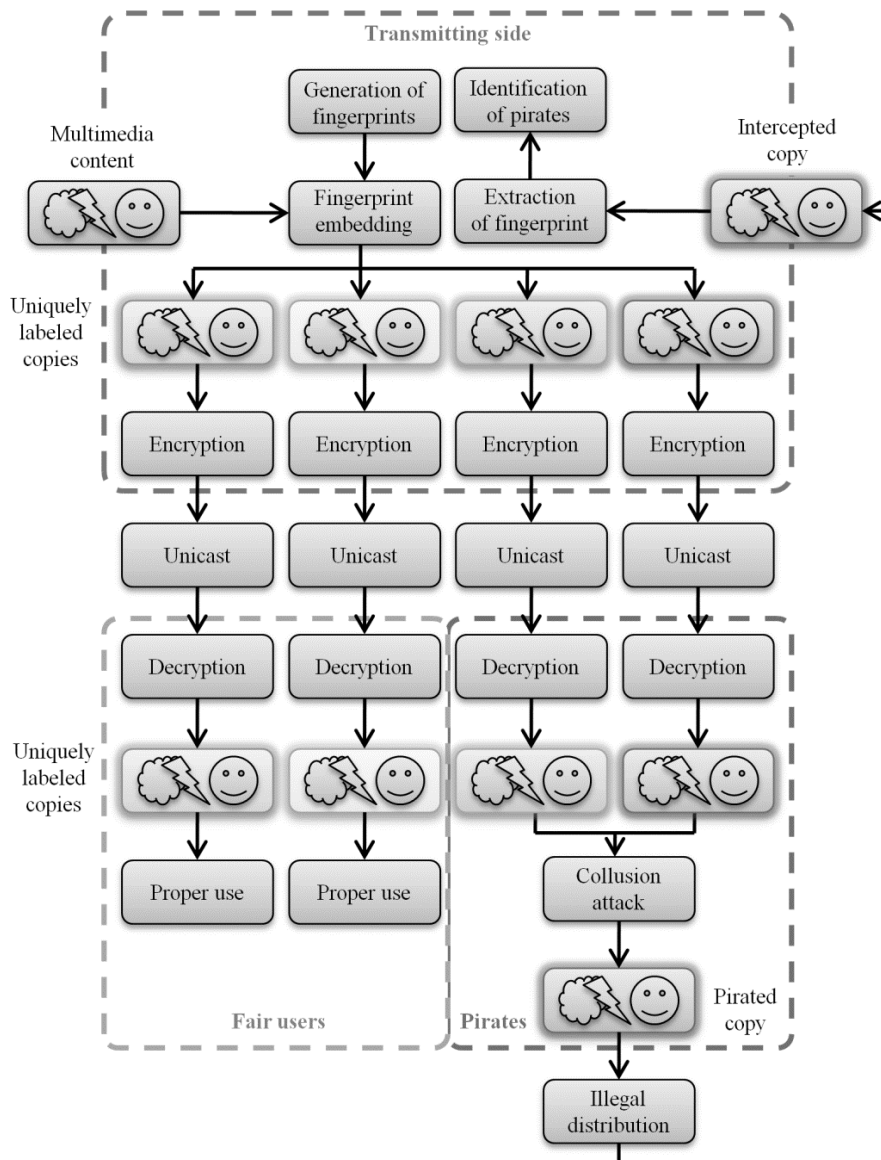 Transmitting side
Generation of
fingerprints
Identification
of pirates
Multimedia
content
Intercepted
copy
Fingerprint
embedding
Extraction
of fingerprint
Uniquely
labeled
copies
Encryption
Encryption
Encryption
Encryption
Unicast
Unicast
Unicast
Unicast
Decryption
Decryption
Decryption
Decryption
Uniquely
labeled
copies
Proper use
Proper use
Collusion
attack
Pirated
copy
Fair users
Pirates
Illegal
distribution